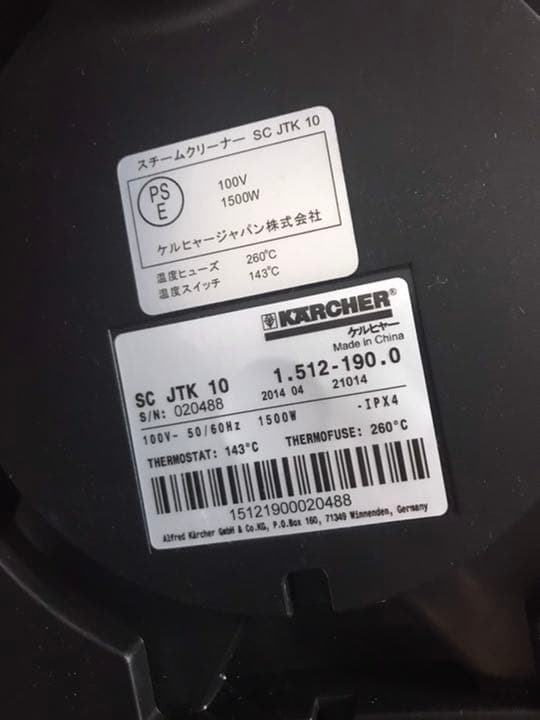 スチームクリーナー SC JTK 10
PS
E
100V
1500W
ケルヒャージャパン株式会社
温度ヒューズ 260℃
温度スイッチ 143℃
KÄRCHER®
ケルヒャー
Made in China
SC JTK 10 1.512-190.0
S/N: 020488 2014 04 21014
100V~ 50/60Hz 1500W -IPX4
THERMOSTAT: 143°C THERMOFUSE: 260°C
15121900020488
Alfred Kärcher GmbH & Co.KG, P.O.Box 160, 71349 Winnenden, Germany